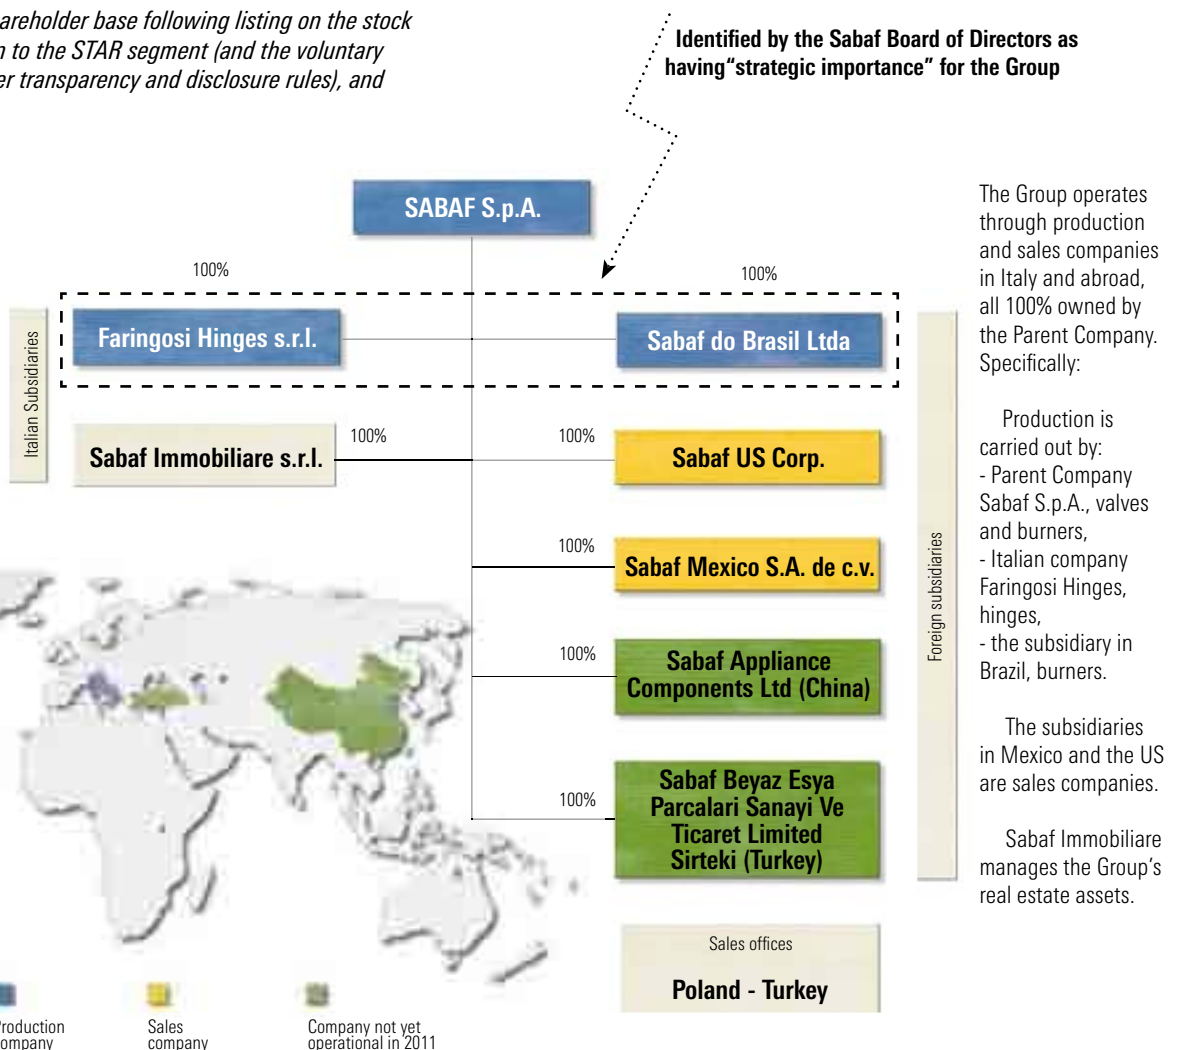 areholder base following listing on the stock
n to the STAR segment (and the voluntary
er transparency and disclosure rules), and
Identified by the Sabaf Board of Directors as
having“strategic importance” for the Group
SABAF S.p.A.
100%
100%
Italian Subsidiaries
Faringosi Hinges s.r.l.
Sabaf do Brasil Ltda
Sabaf Immobiliare s.r.l.
100%
100%
Sabaf US Corp.
100%
Sabaf Mexico S.A. de c.v.
100%
Sabaf Appliance
Components Ltd (China)
100%
Sabaf Beyaz Esya
Parcalari Sanayi Ve
Ticaret Limited
Sirteki (Turkey)
Foreign subsidiaries
Sales offices
Poland - Turkey
The Group operates
through production
and sales companies
in Italy and abroad,
all 100% owned by
the Parent Company.
Specifically:
Production is
carried out by:
- Parent Company
Sabaf S.p.A., valves
and burners,
- Italian company
Faringosi Hinges,
hinges,
- the subsidiary in
Brazil, burners.
The subsidiaries
in Mexico and the US
are sales companies.
Sabaf Immobiliare
manages the Group’s
real estate assets.
Production
company
Sales
company
Company not yet
operational in 2011